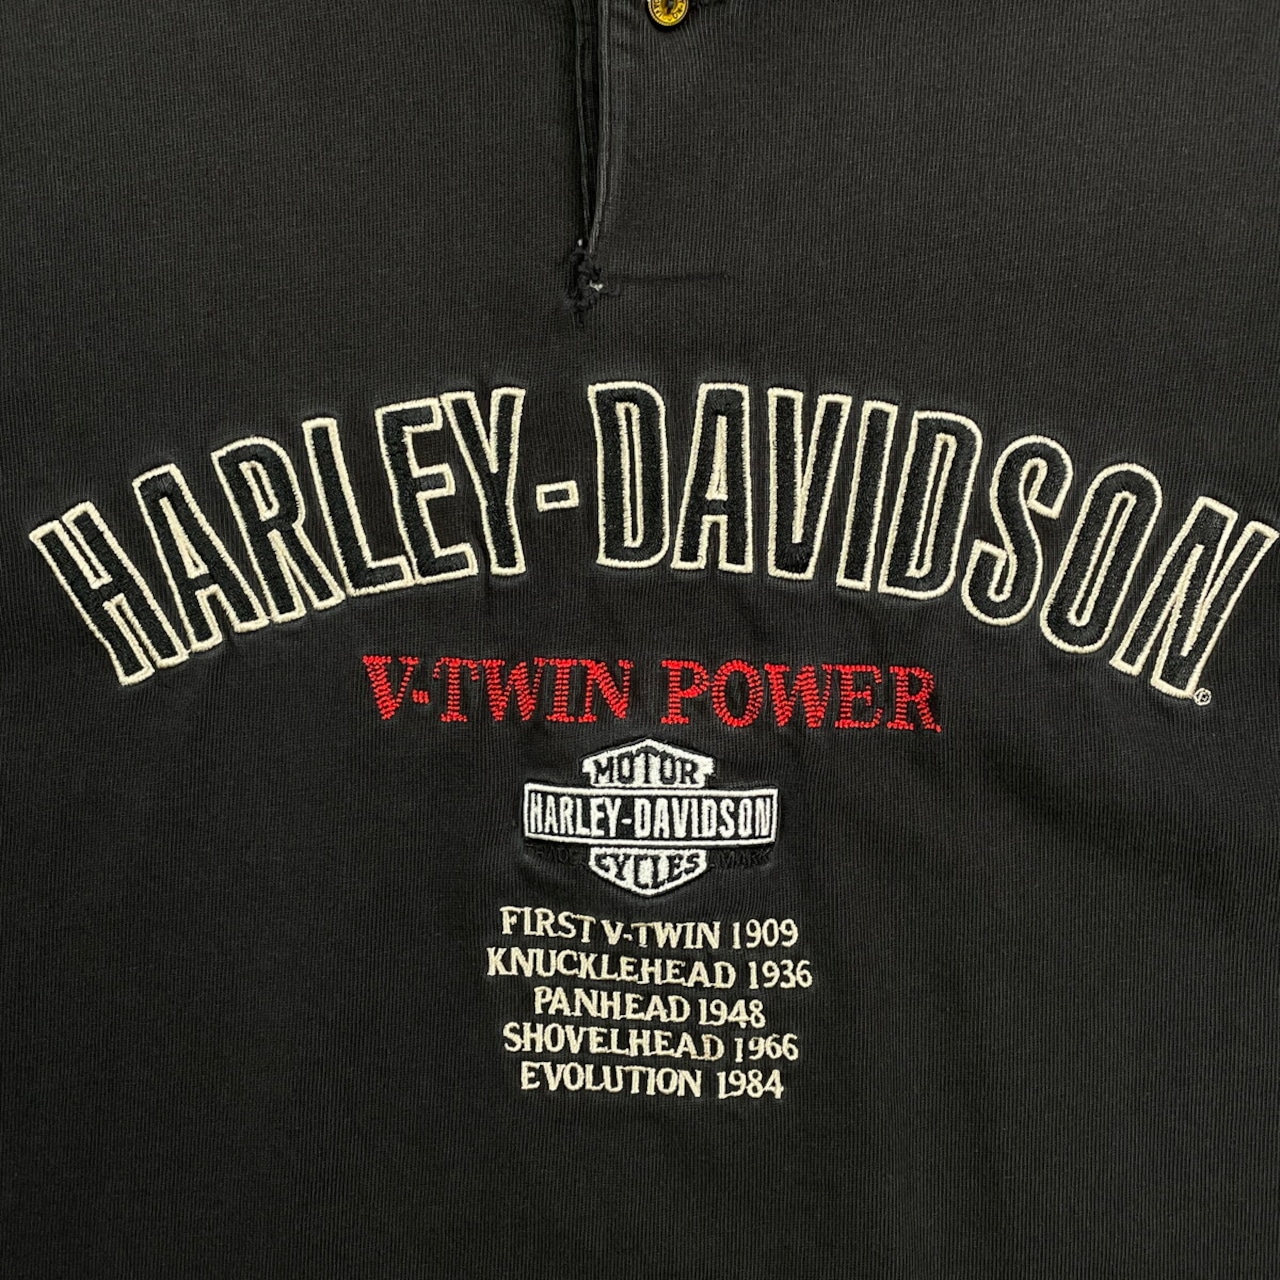 HARLEY-DAVIDSON®
V-TWIN POWER
MOTOR
HARLEY-DAVIDSON
CYCLES
FIRST V-TWIN 1909
KNUCKLEHEAD 1936
PANHEAD 1948
SHOVELHEAD 1966
EVOLUTION 1984